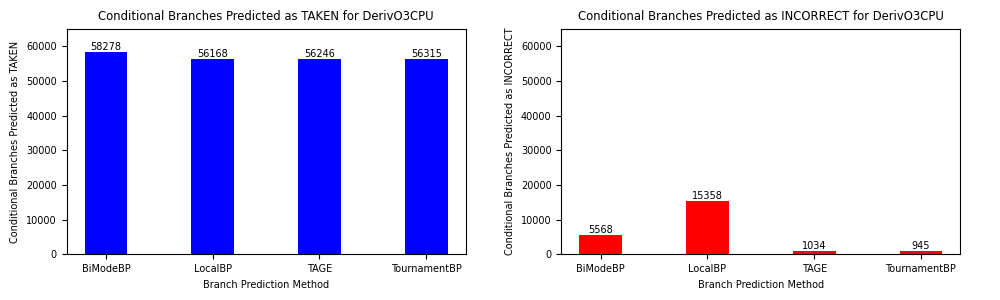 Conditional Branches Predicted as TAKEN for DerivO3CPU
Conditional Branches Predicted as TAKEN
60000
50000
40000
30000
20000
10000
0
58278
56168
56246
56315
BiModeBP
LocalBP
TAGE
TournamentBP
Branch Prediction Method
Conditional Branches Predicted as INCORRECT for DerivO3CPU
Conditional Branches Predicted as INCORRECT
60000
50000
40000
30000
20000
10000
0
5568
15358
1034
945
BiModeBP
LocalBP
TAGE
TournamentBP
Branch Prediction Method